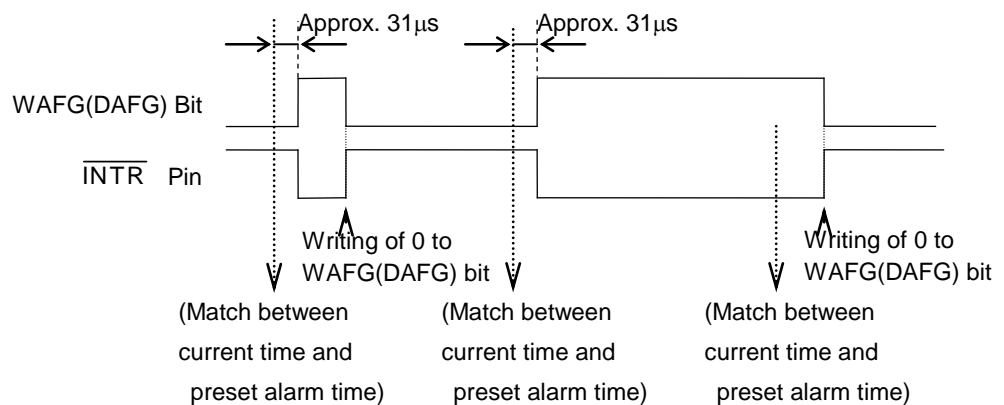 Approx. 31μs
Approx. 31μs
WAFG(DAFG) Bit
INTR Pin
Writing of 0 to
WAFG(DAFG) bit
Writing of 0 to
WAFG(DAFG) bit
(Match between
current time and
preset alarm time)
(Match between
current time and
preset alarm time)
(Match between
current time and
preset alarm time)